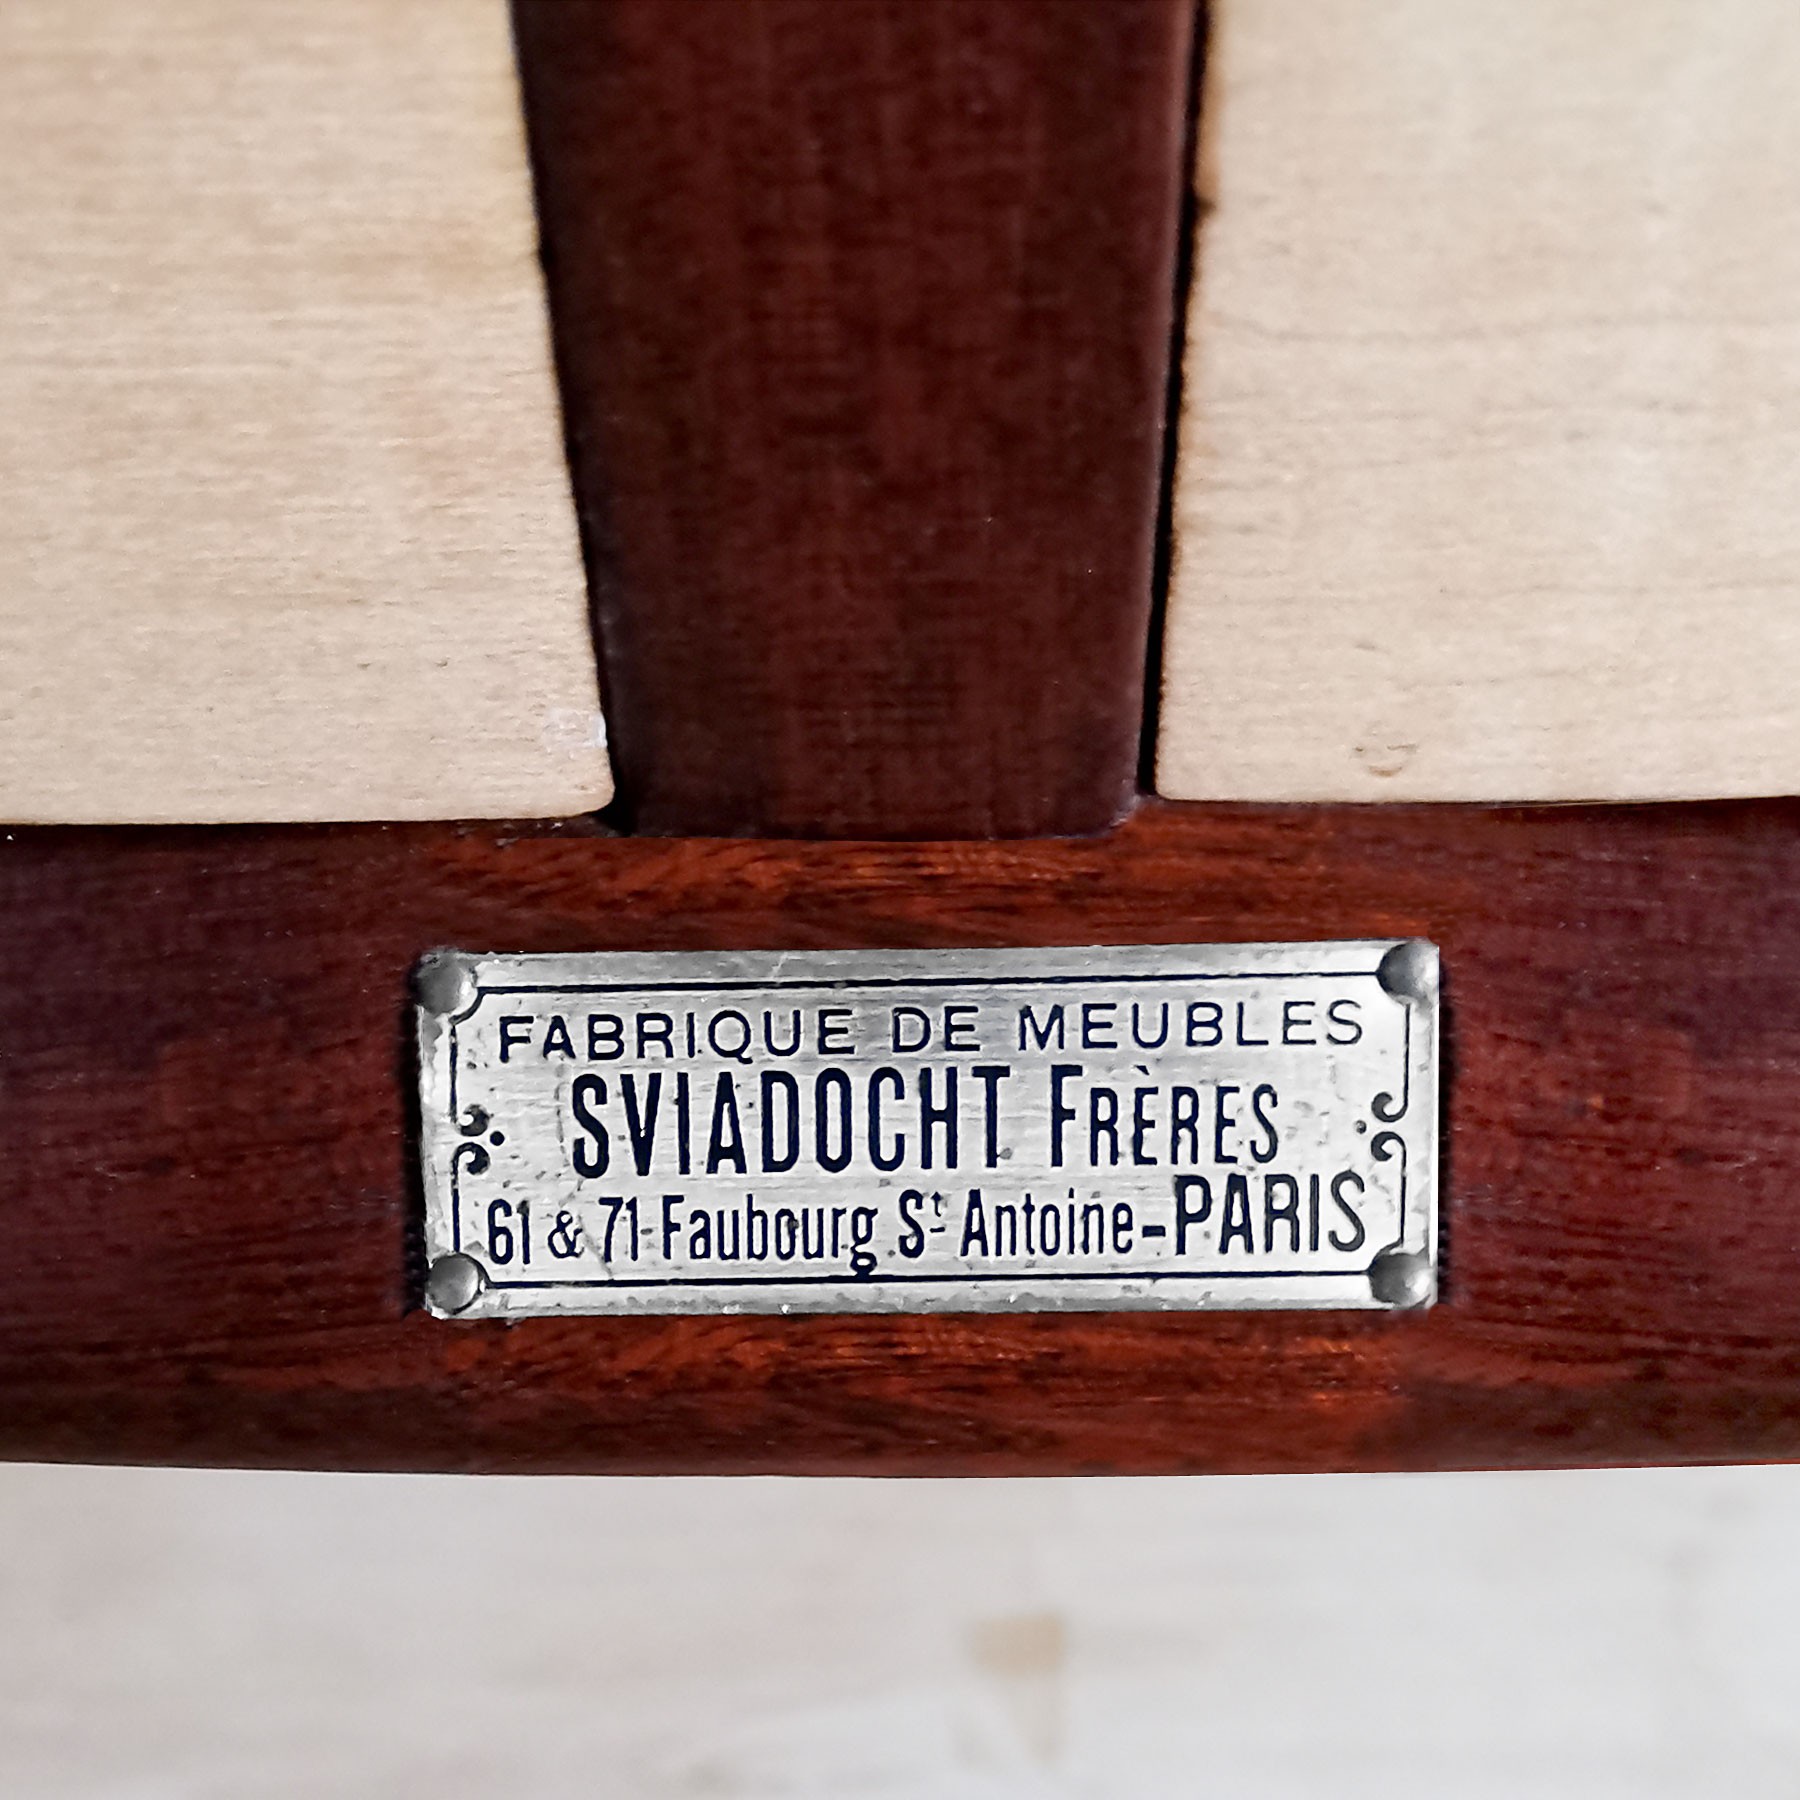 FABRIQUE DE MEUBLES
SVIADOCHT FRÈRES
61 & 71 Faubourg St Antoine-PARIS